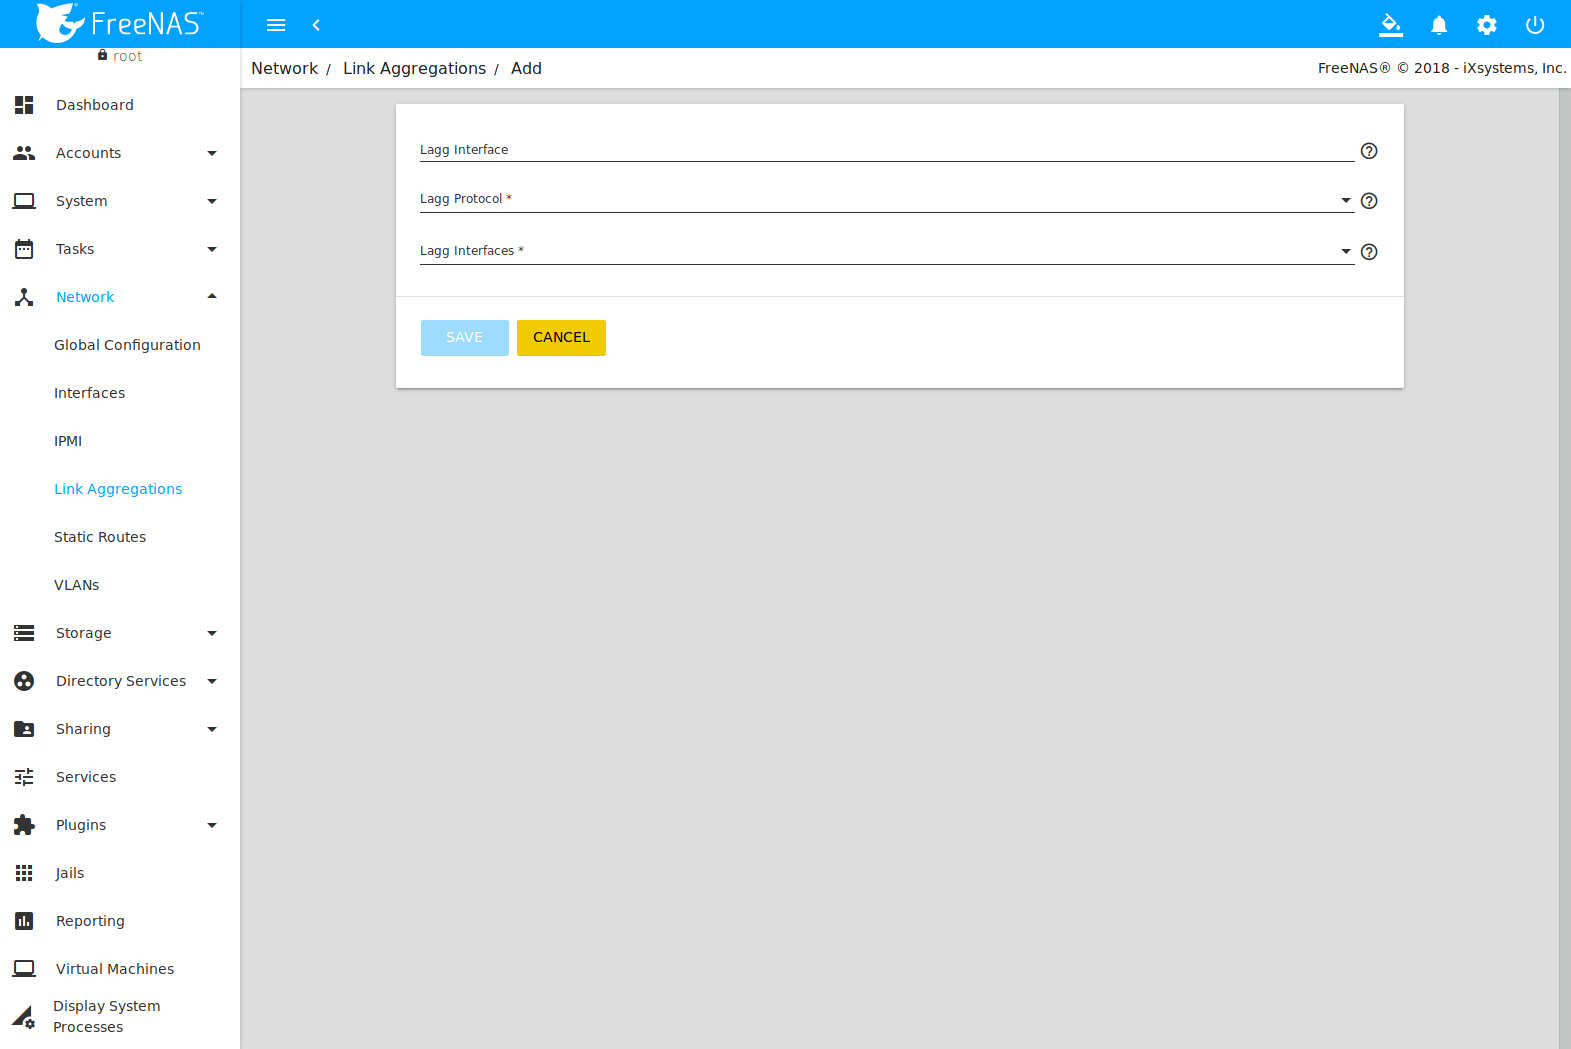 FreeNAS™
root
Dashboard
Accounts
System
Tasks
Network
Global Configuration
Interfaces
IPMI
Link Aggregations
Static Routes
VLANs
Storage
Directory Services
Sharing
Services
Plugins
Jails
Reporting
Virtual Machines
Display System
Processes
Network / Link Aggregations / Add
FreeNAS® © 2018 - iXsystems, Inc.
Lagg Interface
Lagg Protocol *
Lagg Interfaces *
SAVE
CANCEL